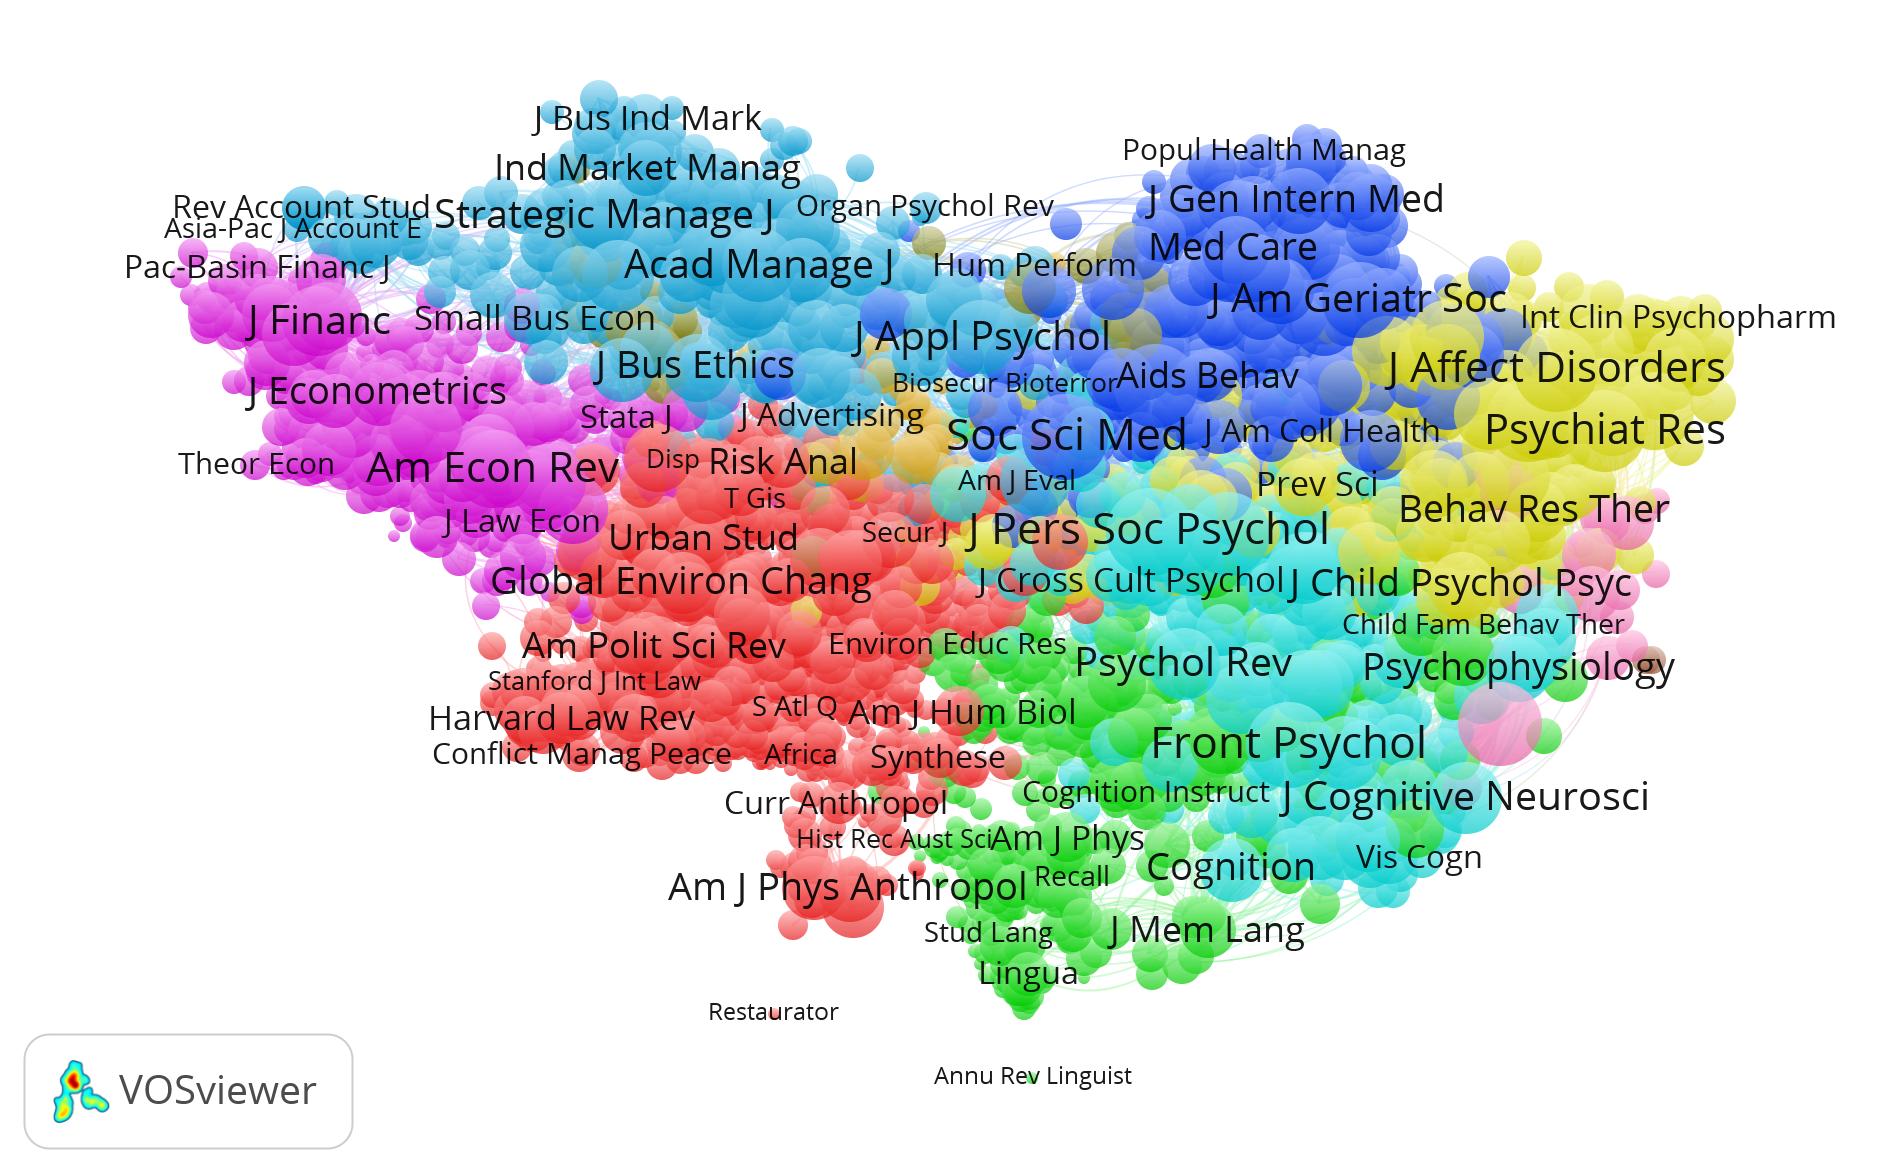 J Bus Ind Mark
Popul Health Manag
Ind Market Manag
J Gen Intern Med
Rev Account Stud
Strategic Manage J
Organ Psychol Rev
Asia-Pac J Account E
Med Care
Pac-Basin Financ J
Acad Manage J
Hum Perform
J Am Geriatr Soc
J Financ
Small Bus Econ
Int Clin Psychopharm
J Appl Psychol
J Bus Ethics
J Affect Disorders
Biosecur Bioterror
Aids Behav
J Econometrics
Stata J
J Advertising
Soc Sci Med
J Am Coll Health
Psychiat Res
Theor Econ
Am Econ Rev
Disp
Risk Anal
Am J Eval
Prev Sci
T Gis
Behav Res Ther
J Law Econ
Urban Stud
Secur J
J Pers Soc Psychol
Global Environ Chang
J Cross Cult Psychol
J Child Psychol Psyc
Child Fam Behav Ther
Am Polit Sci Rev
Environ Educ Res
Psychol Rev
Psychophysiology
Stanford J Int Law
Harvard Law Rev
S Atl Q
Am J Hum Biol
Front Psychol
Conflict Manag Peace
Africa
Synthese
Cognition Instruct
J Cognitive Neurosci
Curr Anthropol
Hist Rec Aust Sci
Am J Phys
Vis Cogn
Cognition
Am J Phys Anthropol
Recall
Stud Lang
J Mem Lang
Lingua
Restaurator
Annu Rev Linguist
VOSviewer